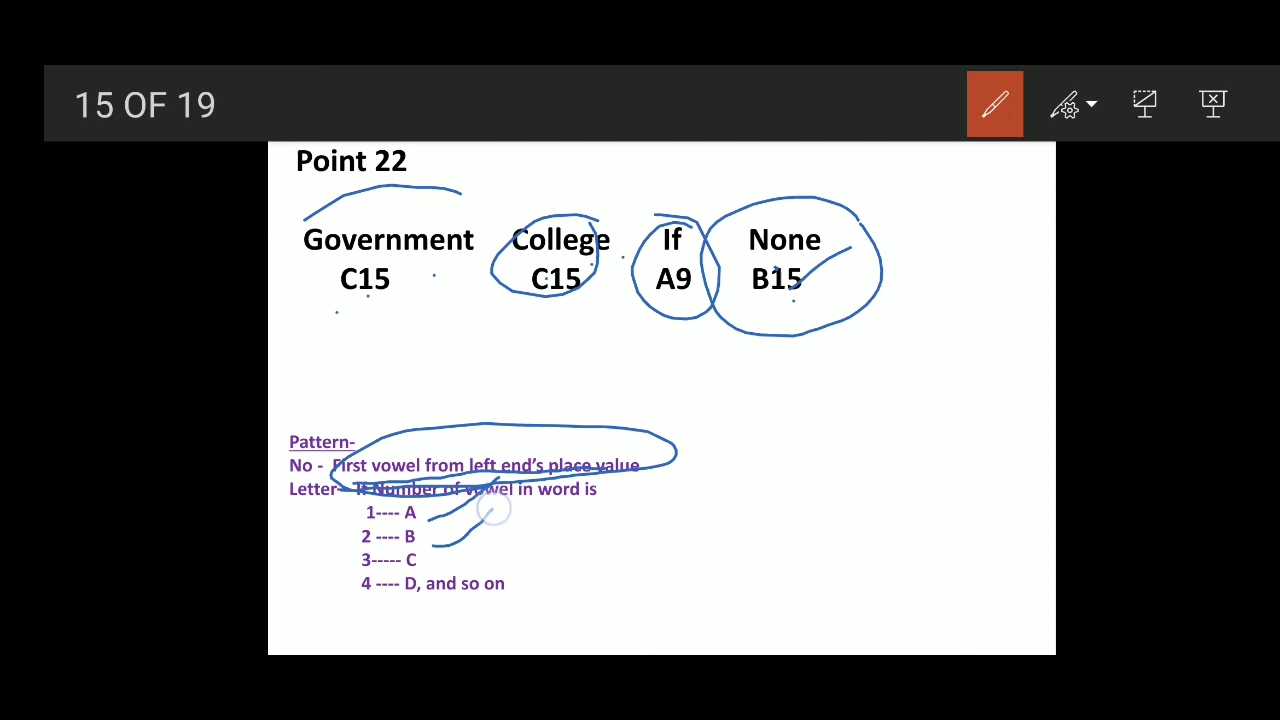 15 OF 19
Point 22
Government College If None
C15 C15 A9 B15
Pattern-
No - First vowel from left end's place value
Letter- If Number of vowel in word is
1---- A
2 ---- B
3----- C
4 ---- D, and so on